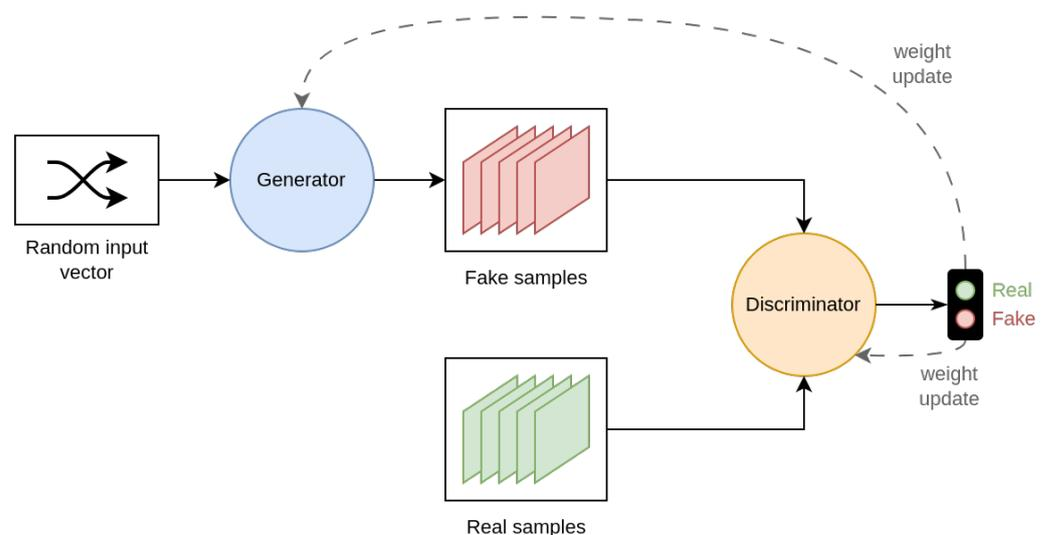 weight
update
Generator
Random input
vector
Fake samples
Discriminator
Real
Fake
weight
update
Real samples